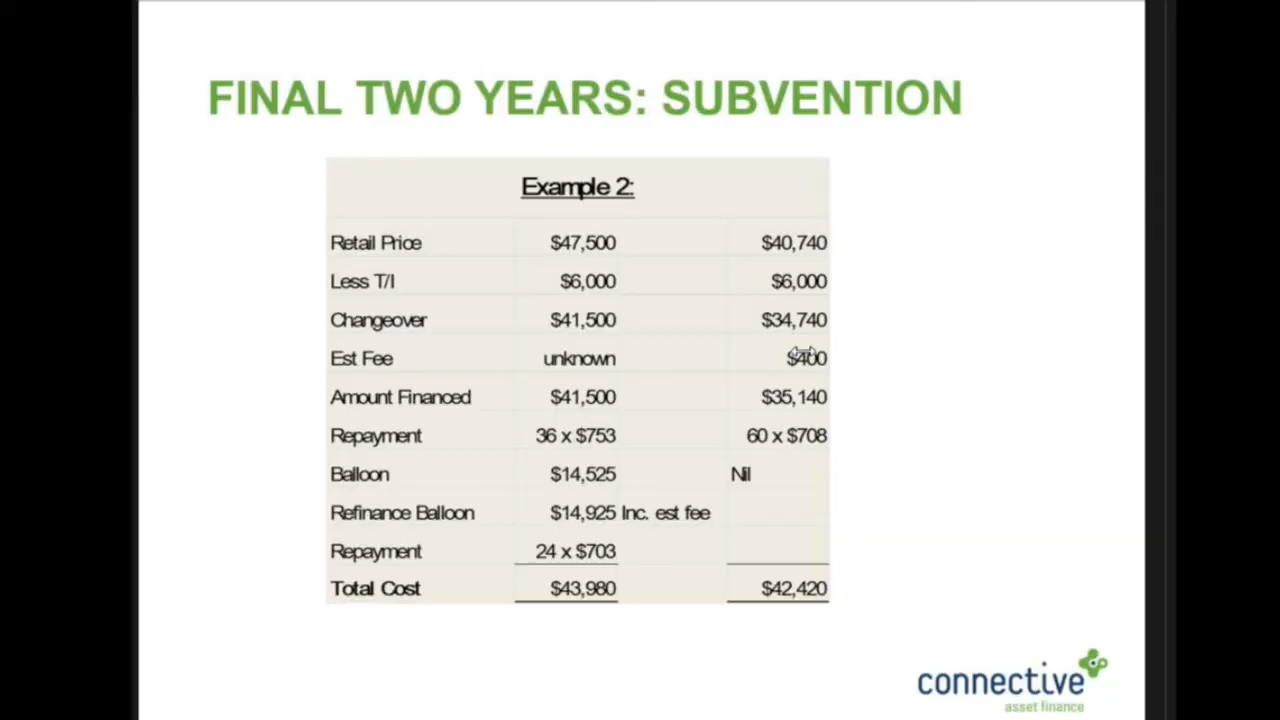 FINAL TWO YEARS: SUBVENTION
Example 2:
Retail Price $47,500 $40,740
Less T/I $6,000 $6,000
Changeover $41,500 $34,740
Est Fee unknown $400
Amount Financed $41,500 $35,140
Repayment 36 x $753 60 x $708
Balloon $14,525 Nil
Refinance Balloon $14,925 Inc. est fee
Repayment 24 x $703
Total Cost $43,980 $42,420
connective
asset finance